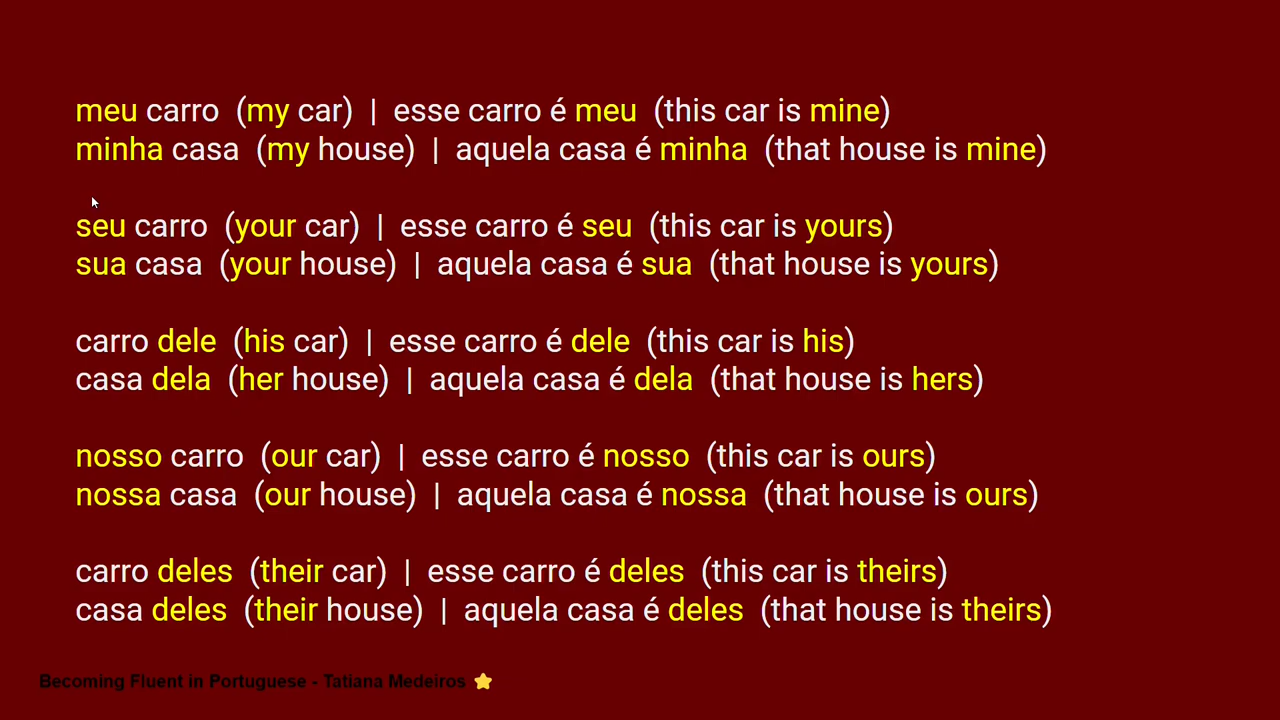 meu carro (my car) | esse carro é meu (this car is mine)
minha casa (my house) | aquela casa é minha (that house is mine)
seu carro (your car) | esse carro é seu (this car is yours)
sua casa (your house) | aquela casa é sua (that house is yours)
carro dele (his car) | esse carro é dele (this car is his)
casa dela (her house) | aquela casa é dela (that house is hers)
nosso carro (our car) | esse carro é nosso (this car is ours)
nossa casa (our house) | aquela casa é nossa (that house is ours)
carro deles (their car) | esse carro é deles (this car is theirs)
casa deles (their house) | aquela casa é deles (that house is theirs)
Becoming Fluent in Portuguese - Tatiana Medeiros